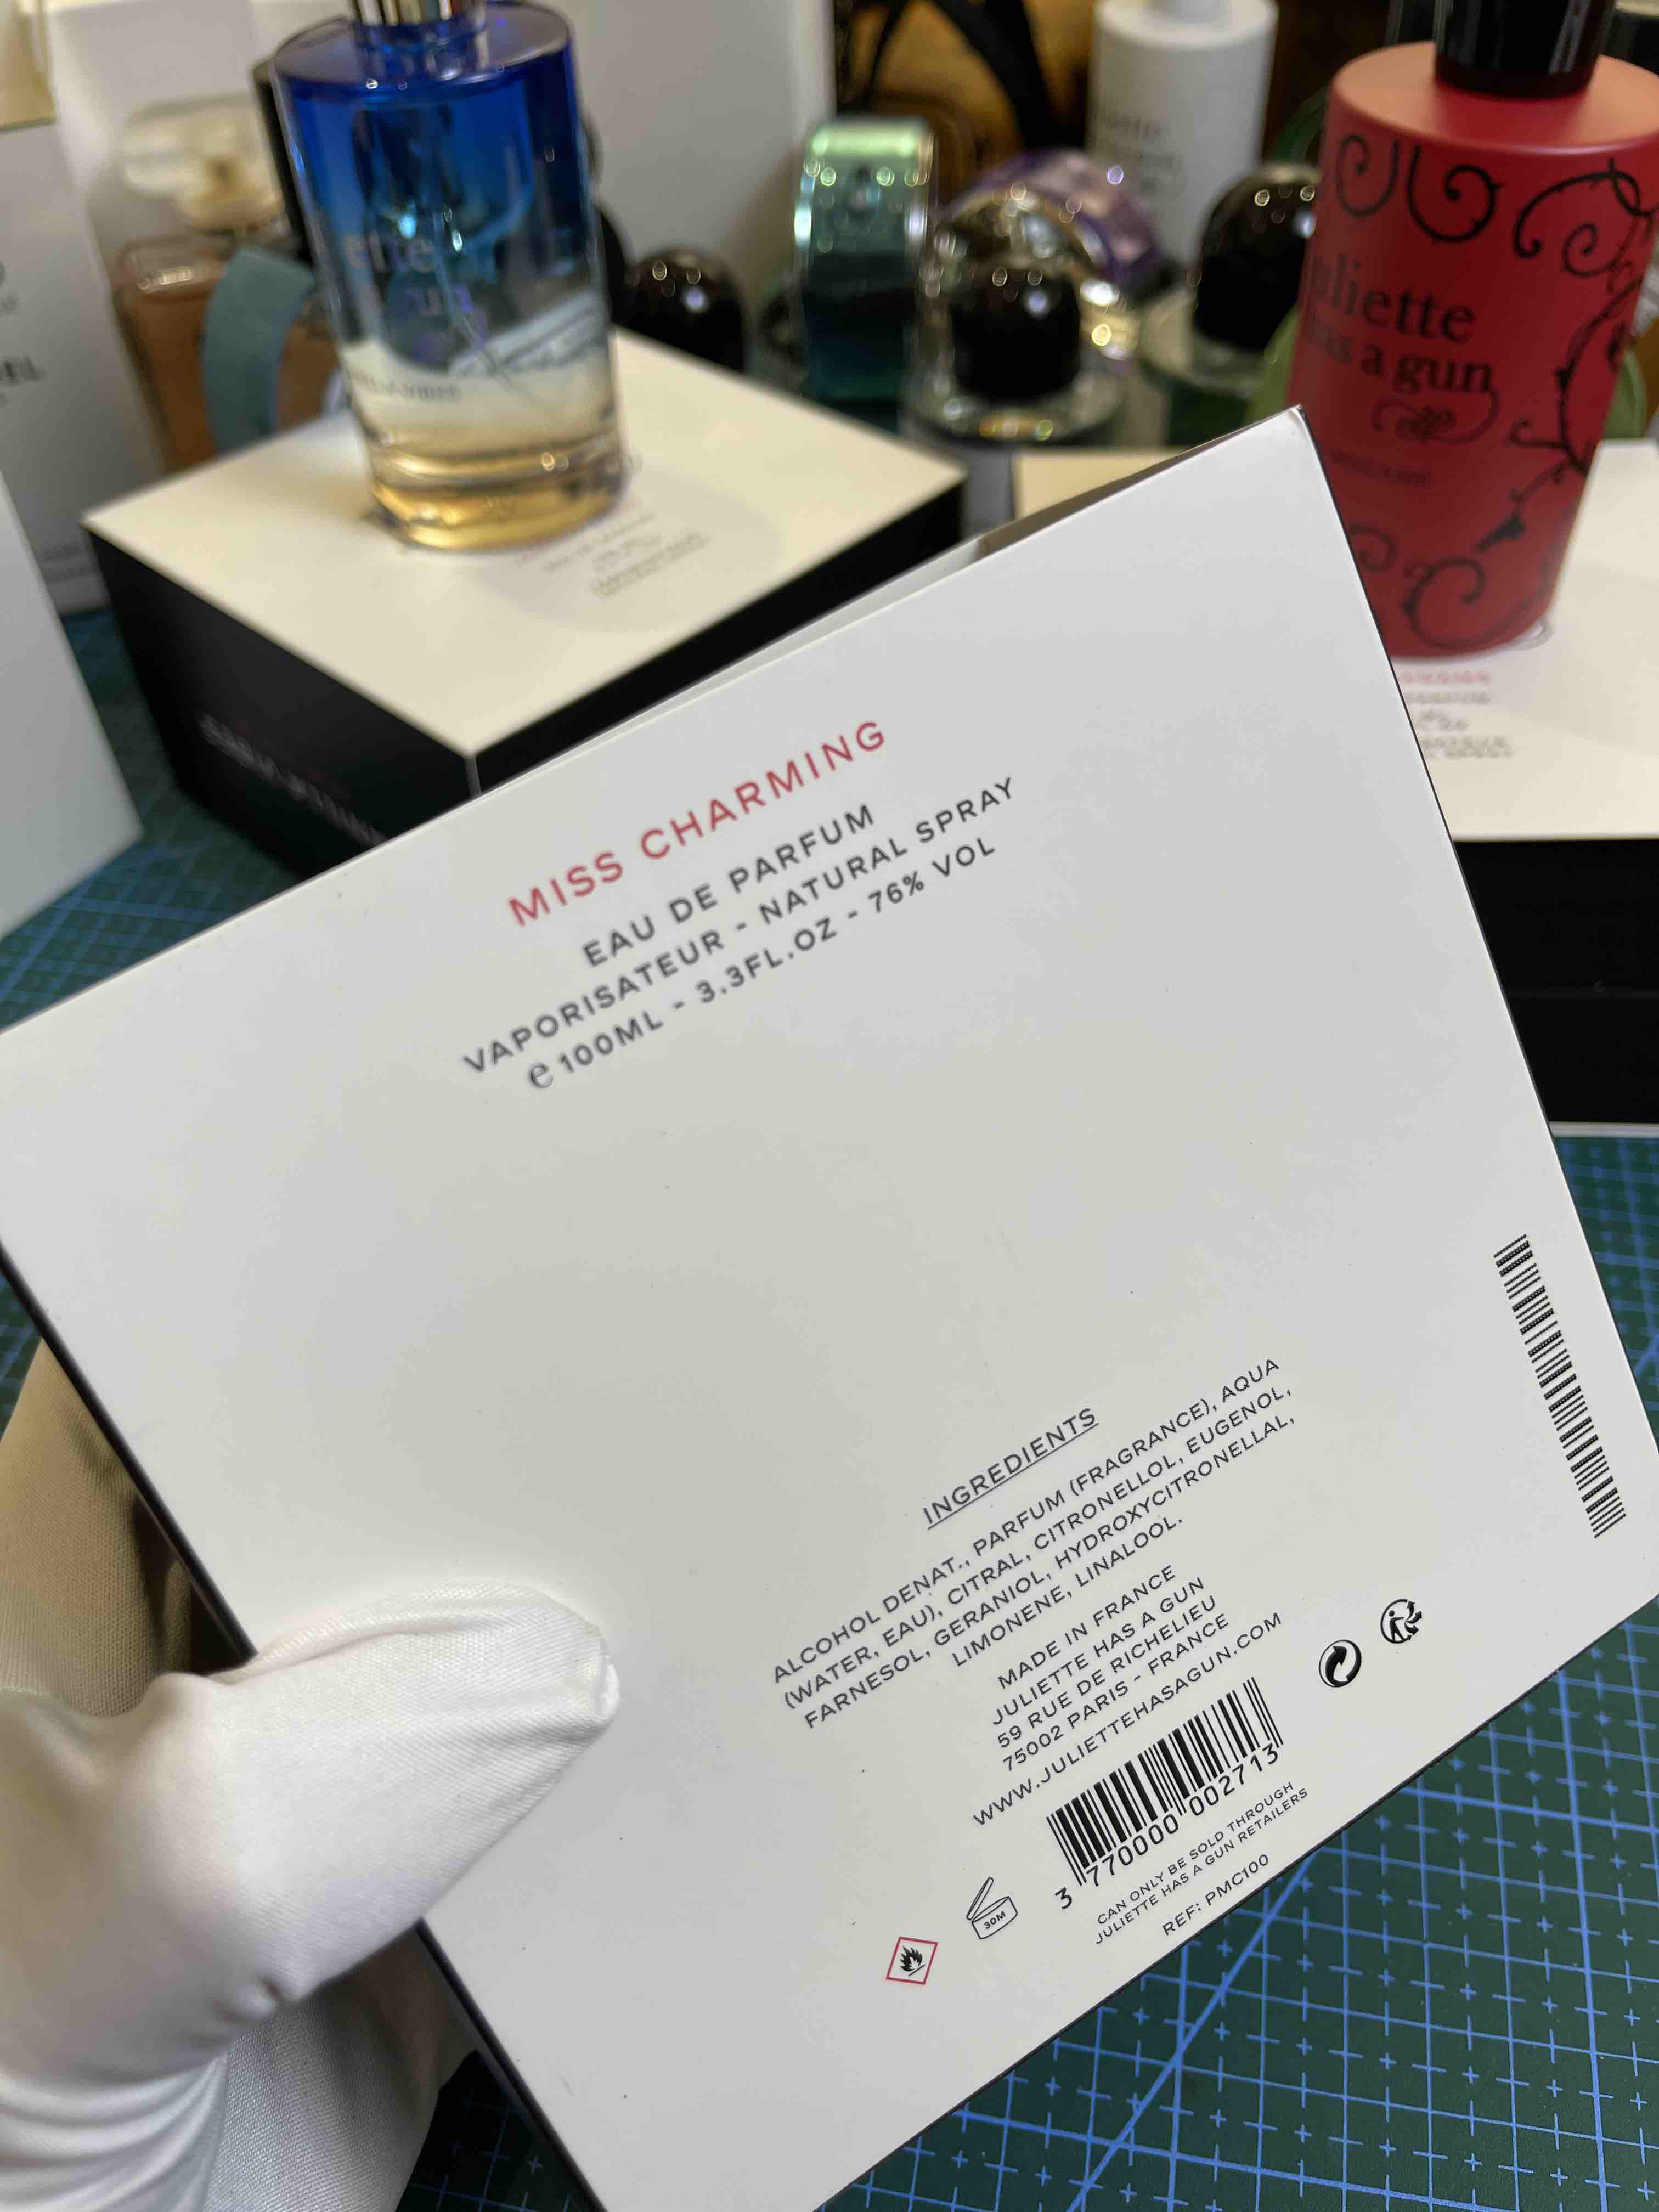 uliette
has a gun
MISS CHARMING
EAU DE PARFUM
VAPORISATEUR - NATURAL SPRAY
℮ 100ML - 3.3FL.OZ - 76% VOL
INGREDIENTS
ALCOHOL DENAT., PARFUM (FRAGRANCE), AQUA
(WATER, EAU), CITRAL, CITRONELLOL, EUGENOL,
FARNESOL, GERANIOL, HYDROXYCITRONELLAL,
LIMONENE, LINALOOL.
MADE IN FRANCE
JULIETTE HAS A GUN
59 RUE DE RICHELIEU
75002 PARIS - FRANCE
WWW.JULIETTEHASAGUN.COM
3 770000 002713
CAN ONLY BE SOLD THROUGH
JULIETTE HAS A GUN RETAILERS
REF: PMC100
30M